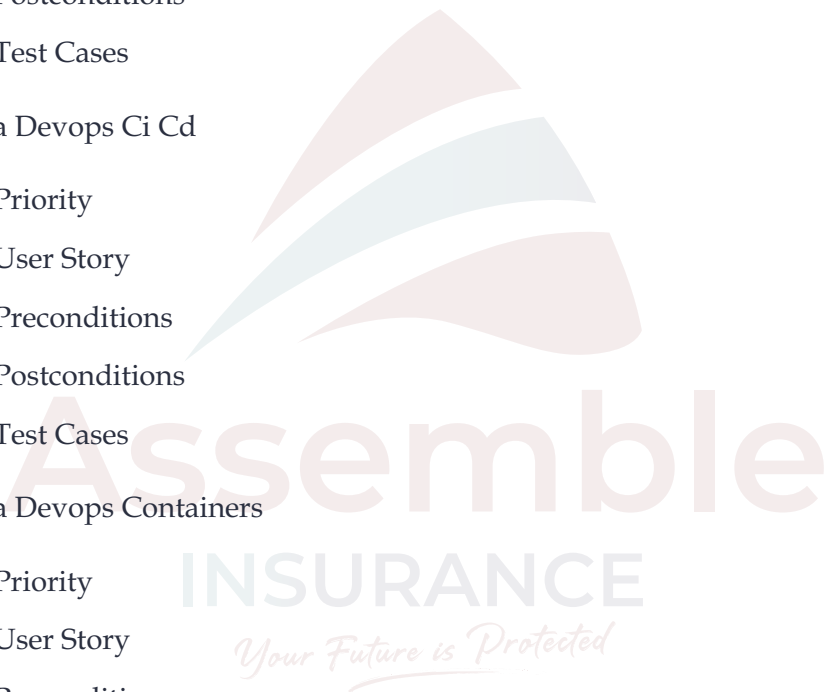 Postconditions
Test Cases
a Devops Ci Cd
Priority
User Story
Preconditions
Postconditions
Test Cases
a Devops Containers
Priority
User Story
Assemble
INSURANCE
Your Future is Protected